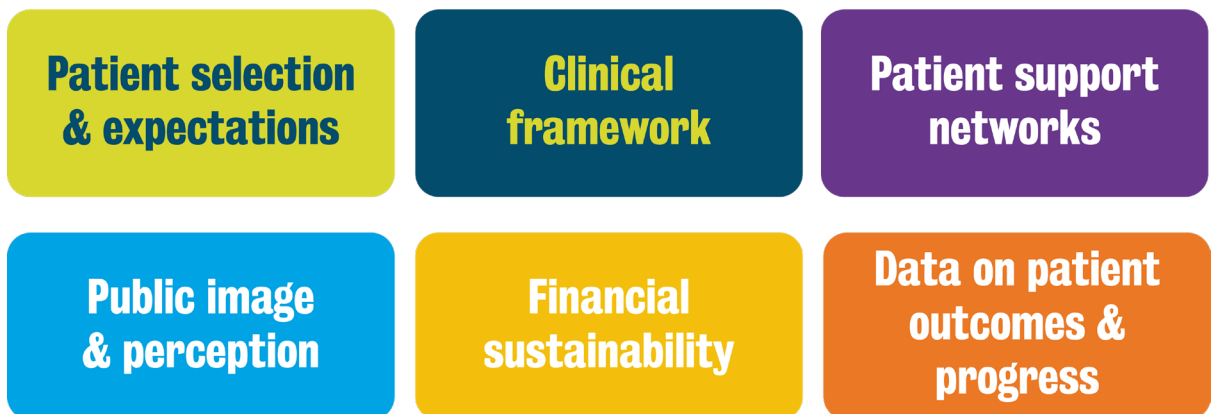 Patient selection
& expectations
Clinical
framework
Patient support
networks
Public image
& perception
Financial
sustainability
Data on patient
outcomes &
progress